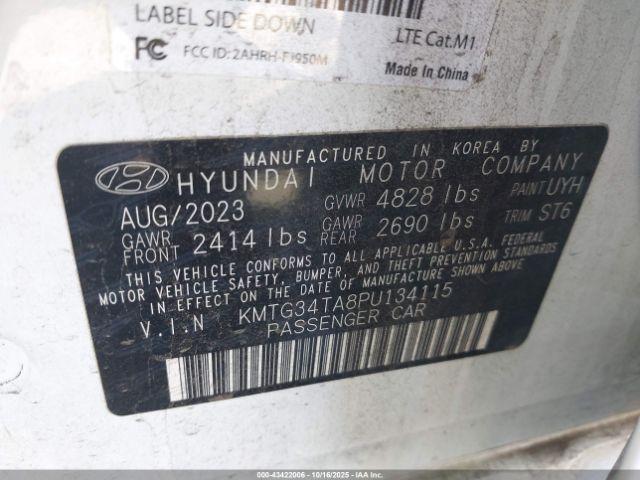 LABEL SIDE DOWN
LTE Cat.M1
FC FCC ID: 2AHRH-FJ950M
Made In China
MANUFACTURED IN KOREA BY
HYUNDAI MOTOR COMPANY
AUG/2023 GVWR 4828 lbs PAINT UYH
GAWR FRONT 2414 lbs GAWR REAR 2690 lbs TRIM ST6
THIS VEHICLE CONFORMS TO ALL APPLICABLE U.S.A. FEDERAL
MOTOR VEHICLE SAFETY, BUMPER, AND THEFT PREVENTION STANDARDS
IN EFFECT ON THE DATE OF MANUFACTURE SHOWN ABOVE.
V.I.N KMTG34TA8PU134115
PASSENGER CAR
000-43422006 - 10/16/2025 - IAAI.COM